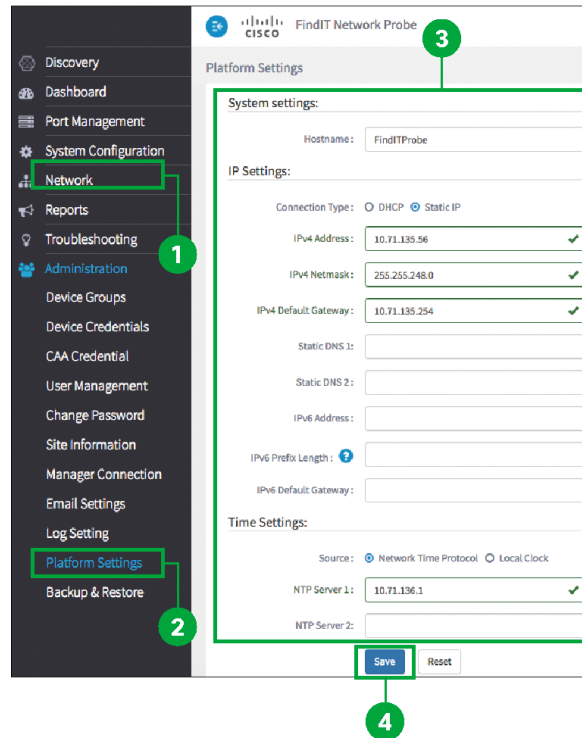 CISCO FindIT Network Probe
Discovery
Dashboard
Port Management
System Configuration
Network
Reports
Troubleshooting
Administration
Device Groups
Device Credentials
CAA Credential
User Management
Change Password
Site Information
Manager Connection
Email Settings
Log Setting
Platform Settings
Backup & Restore
1
2
3
Platform Settings
System settings:
Hostname: FindITProbe
IP Settings:
Connection Type: DHCP Static IP
IPv4 Address: 10.71.135.56
IPv4 Netmask: 255.255.248.0
IPv4 Default Gateway: 10.71.135.254
Static DNS 1:
Static DNS 2:
IPv6 Address:
IPv6 Prefix Length: ?
IPv6 Default Gateway:
Time Settings:
Source: Network Time Protocol Local Clock
NTP Server 1: 10.71.136.1
NTP Server 2:
Save Reset
4